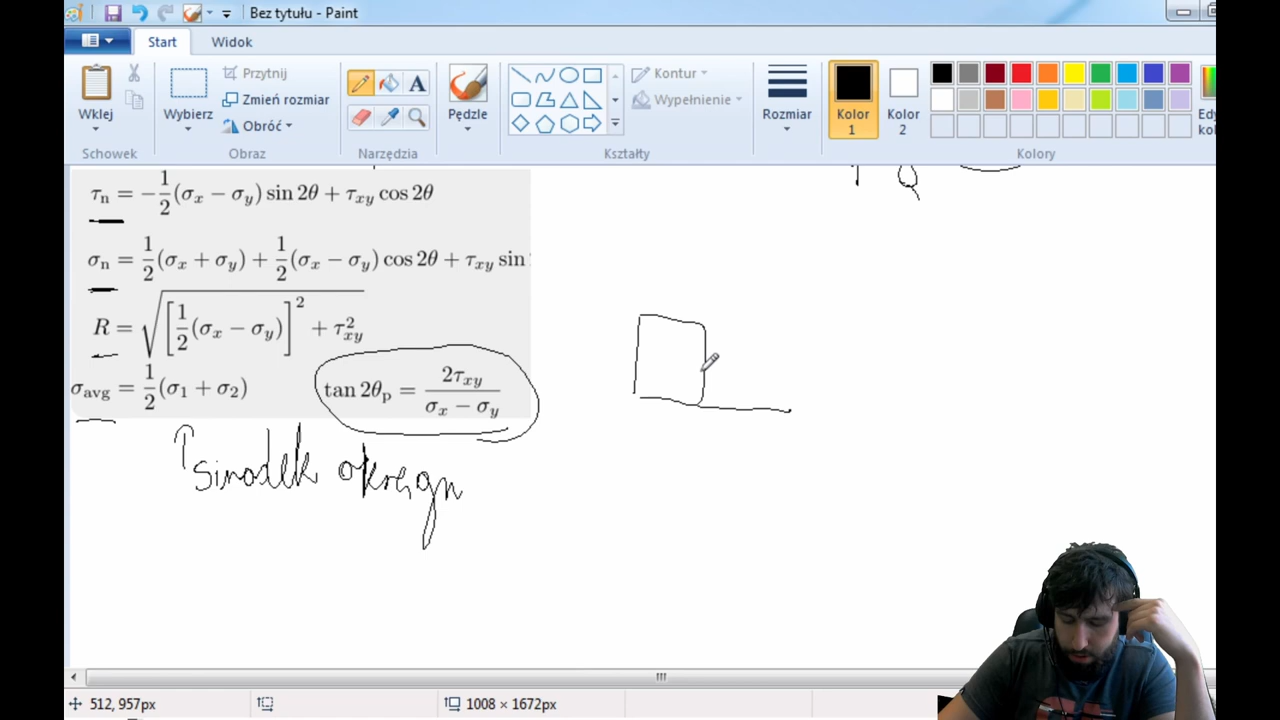 Bez tytułu - Paint
Start Widok
Wklej
Wybierz
Przytnij
Zmień rozmiar
Obróć
A
Pędzle
Kontur
Wypełnienie
Rozmiar
Kolor 1
Kolor 2
Schowek Obraz Narzędzia Kształty Kolory
τn = −1/2(σx − σy) sin 2θ + τxy cos 2θ
σn = 1/2(σx + σy) + 1/2(σx − σy) cos 2θ + τxy sin
R = √[1/2(σx − σy)]² + τ²xy
σavg = 1/2(σ1 + σ2) tan 2θp = 2τxy/σx − σy
środek okręgu
512, 957px 1008 × 1672px